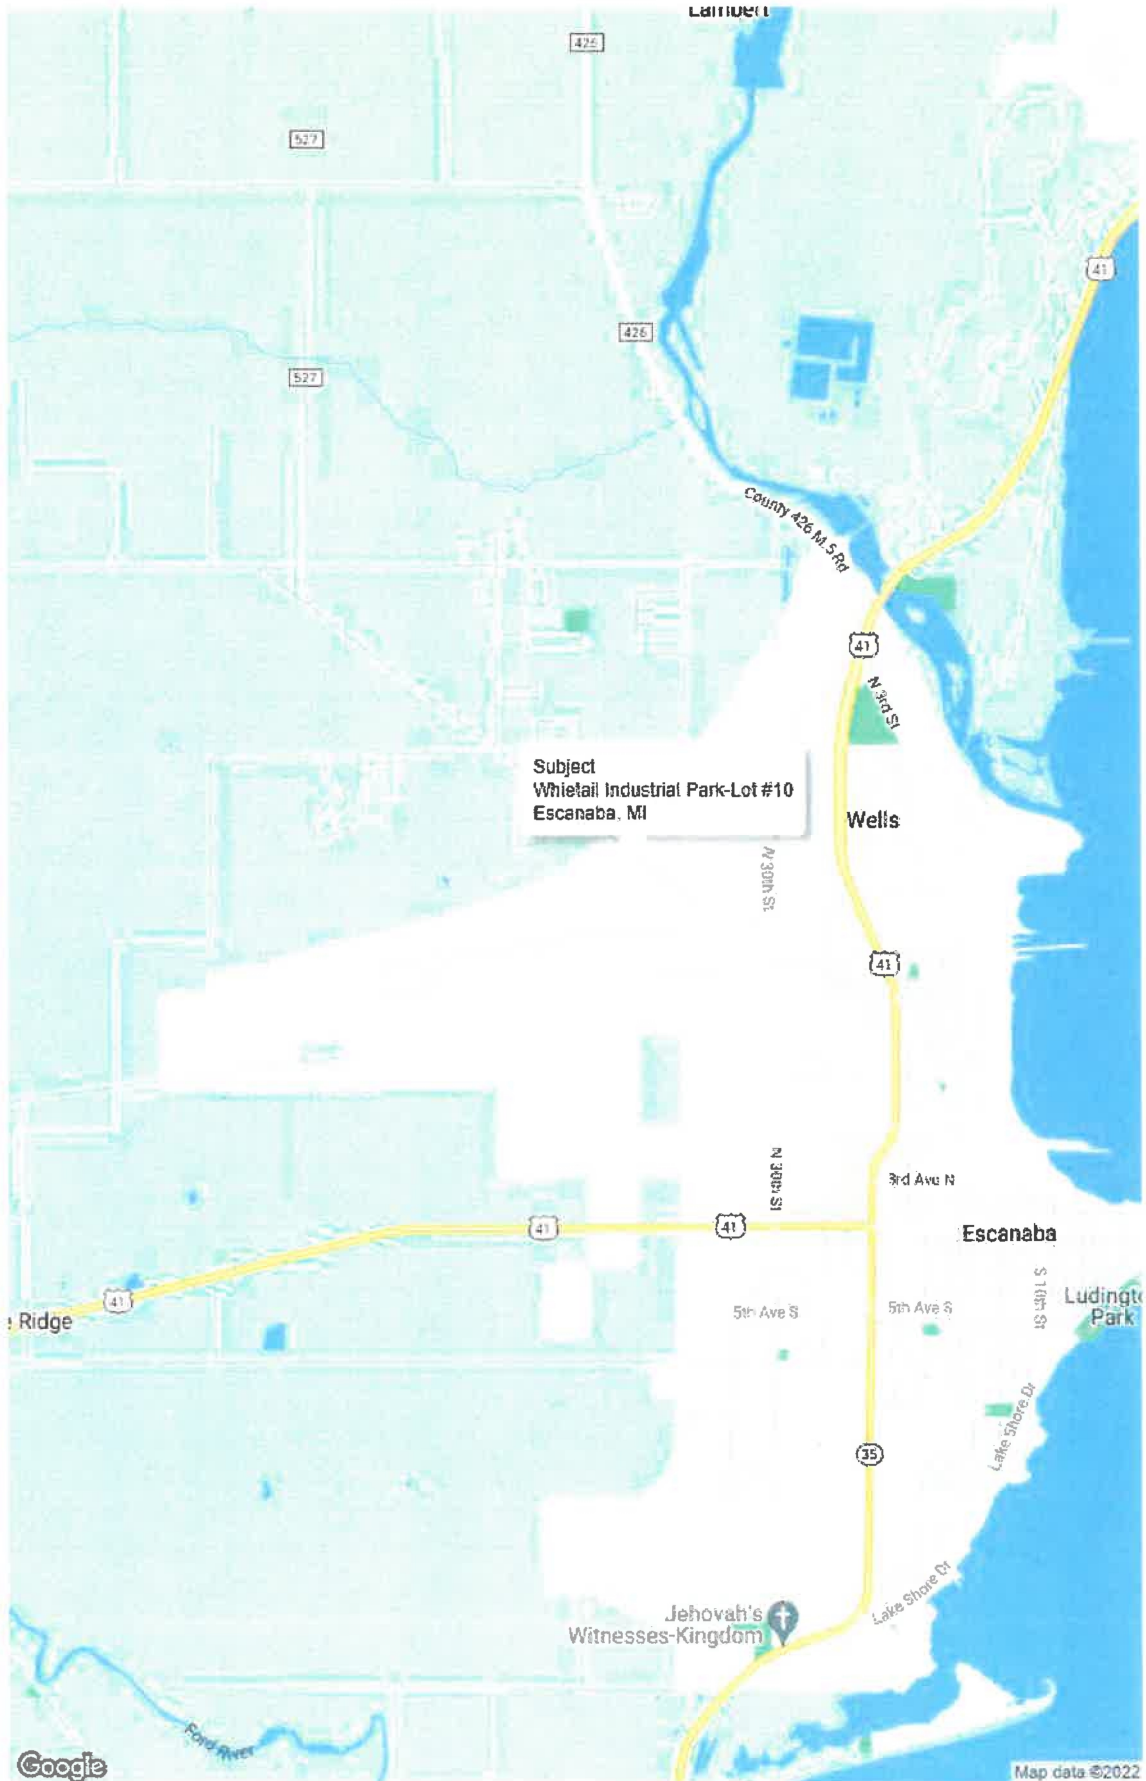 Lambert
426
527
41
426
527
County 426 M.5 Rd
41
N 3rd St
Subject
Whietail Industrial Park-Lot #10
Escanaba, MI
Wells
N 30th St
41
N 30th St
3rd Ave N
41
41
Escanaba
41
Ridge
5th Ave S
5th Ave S
S 10th St
Ludingto
Park
Lake Shore Dr
35
Lake Shore Dr
Jehovah's
Witnesses-Kingdom
Ford River
Google
Map data ©2022